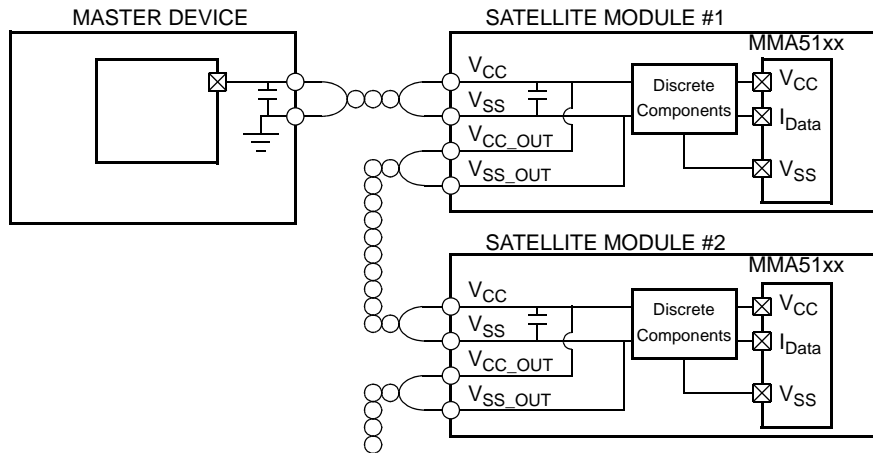 MASTER DEVICE
SATELLITE MODULE #1
MMA51xx
VCC
VSS
VCC_OUT
VSS_OUT
Discrete
Components
VCC
IData
VSS
SATELLITE MODULE #2
MMA51xx
VCC
VSS
VCC_OUT
VSS_OUT
Discrete
Components
VCC
IData
VSS